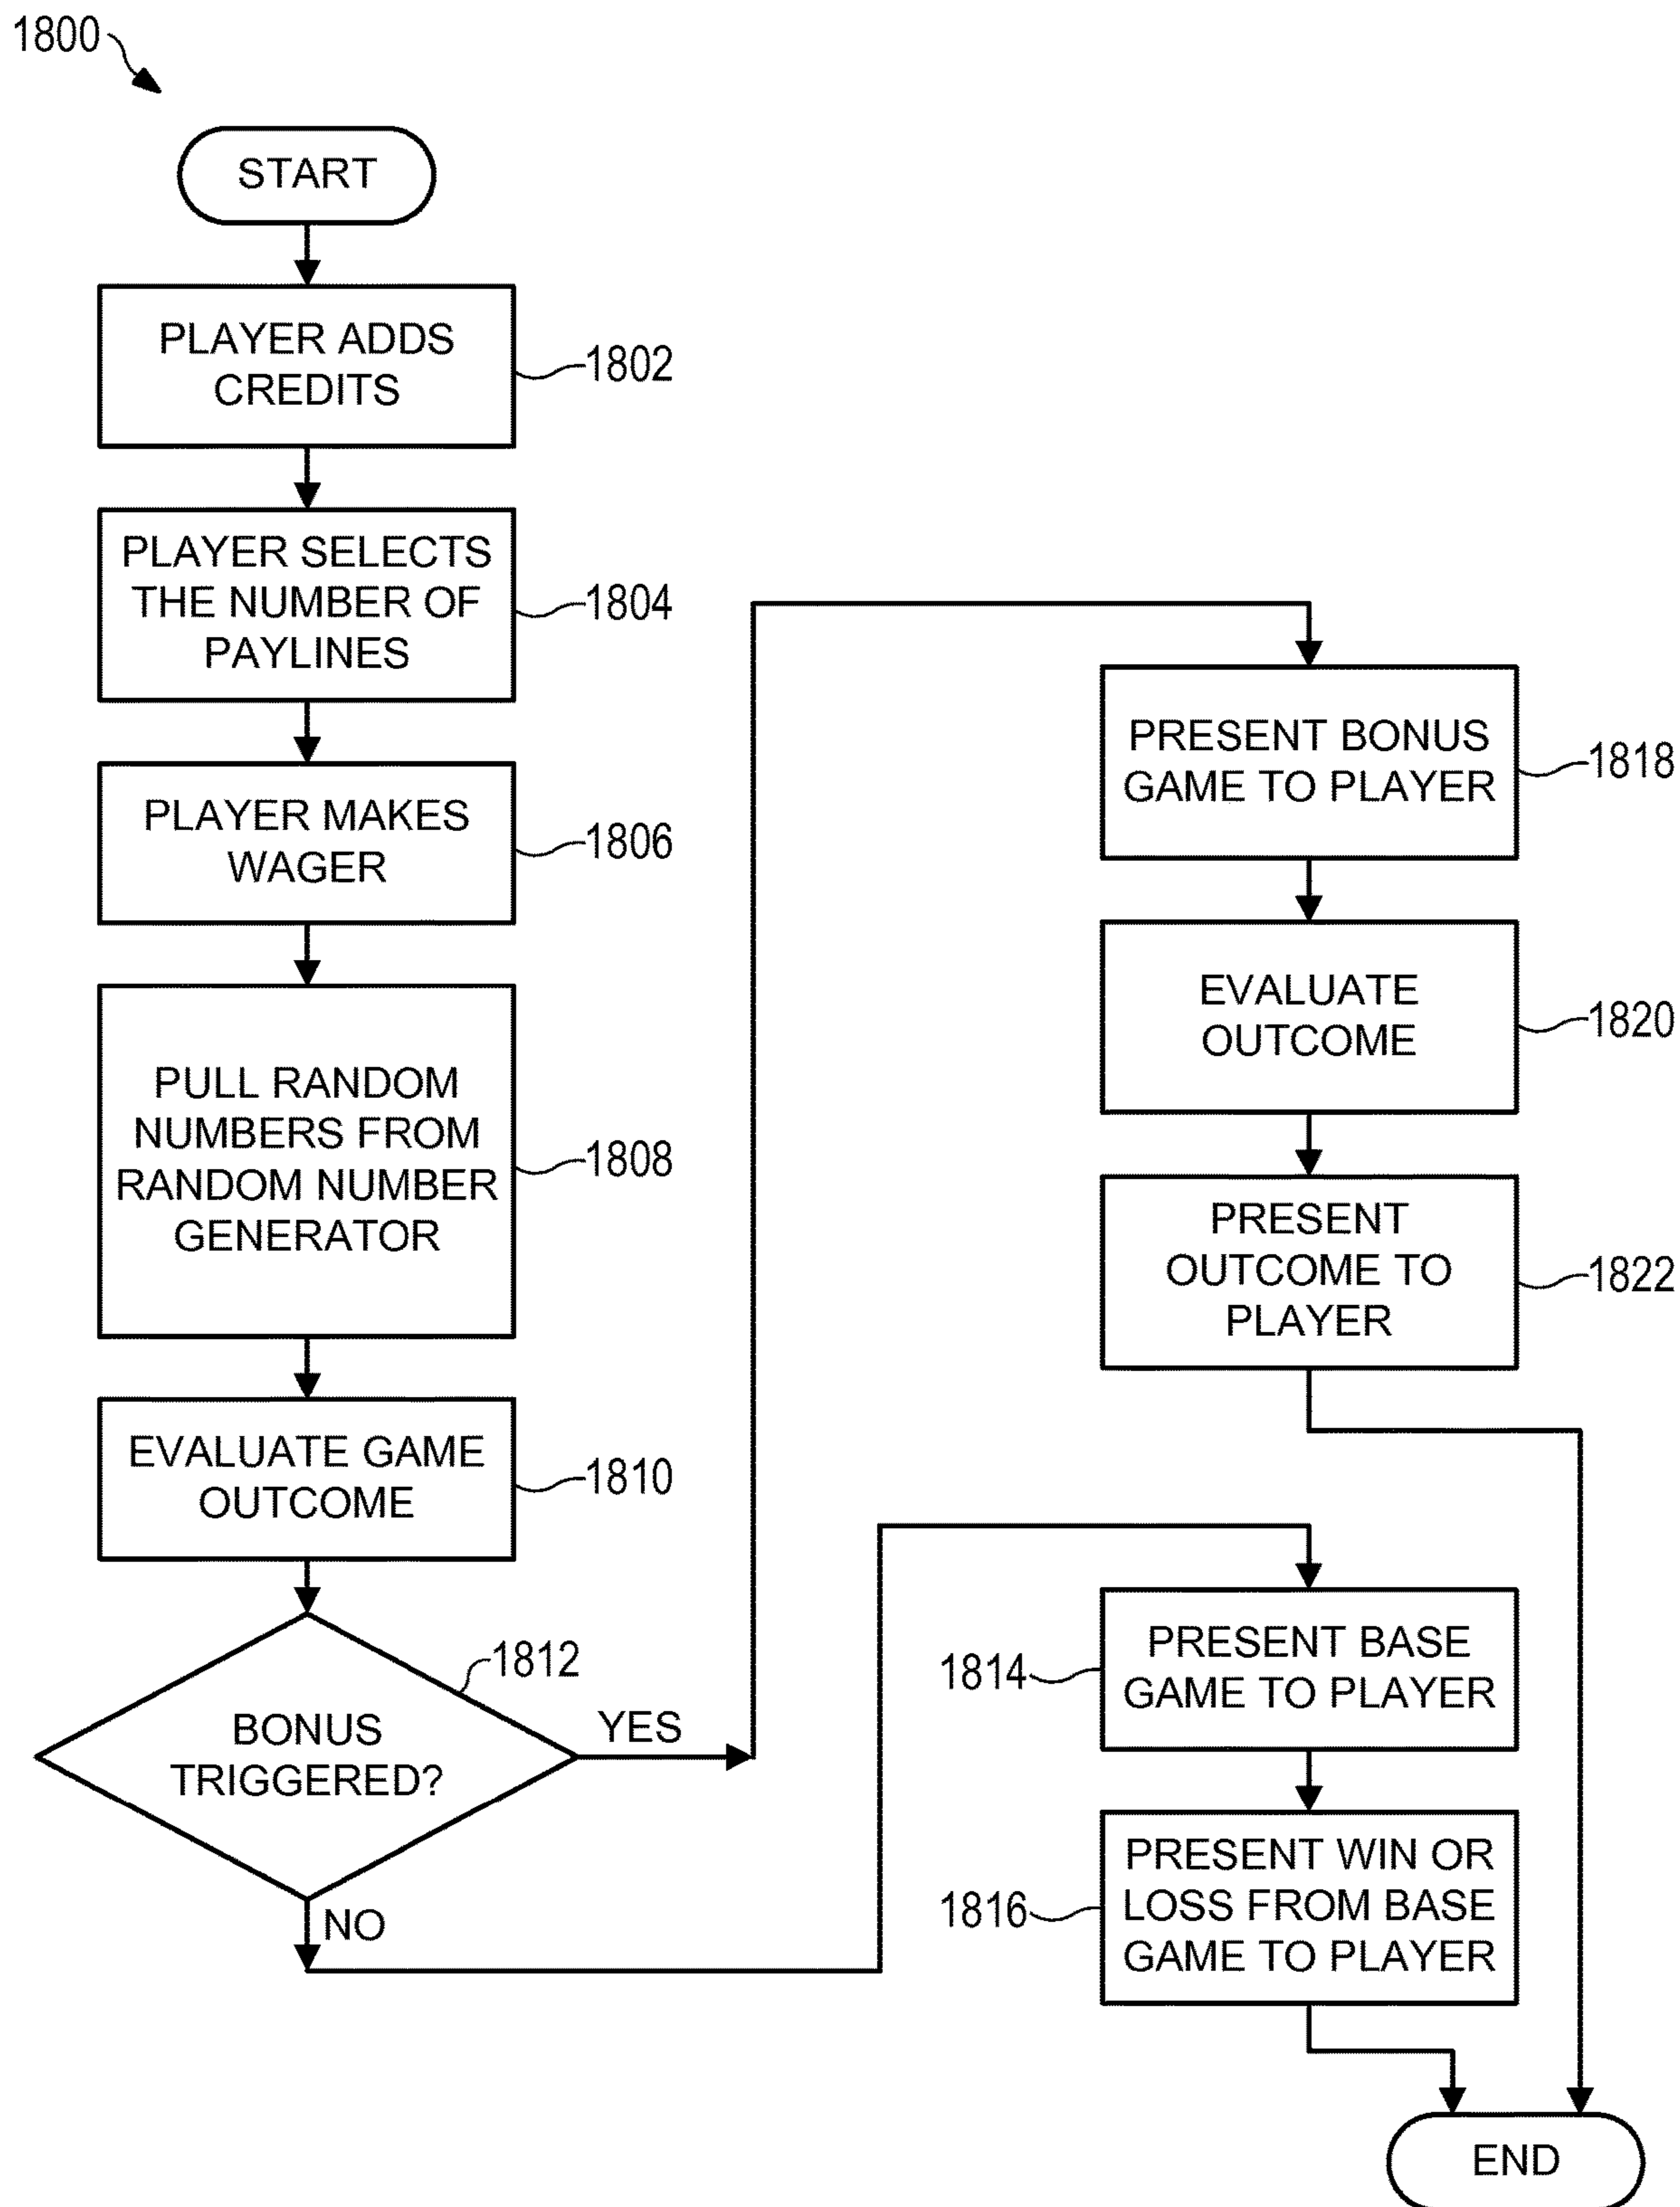 1800
START
PLAYER ADDS
CREDITS
1802
PLAYER SELECTS
THE NUMBER OF
PAYLINES
1804
PLAYER MAKES
WAGER
1806
PULL RANDOM
NUMBERS FROM
RANDOM NUMBER
GENERATOR
1808
EVALUATE GAME
OUTCOME
1810
1812
BONUS
TRIGGERED?
YES
NO
PRESENT BONUS
GAME TO PLAYER
1818
EVALUATE
OUTCOME
1820
PRESENT
OUTCOME TO
PLAYER
1822
1814
PRESENT BASE
GAME TO PLAYER
1816
PRESENT WIN OR
LOSS FROM BASE
GAME TO PLAYER
END